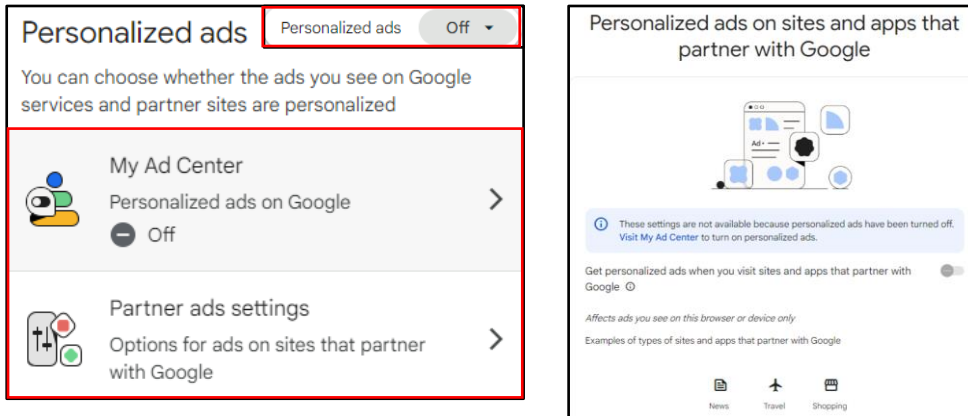 Personalized ads
Personalized ads Off
You can choose whether the ads you see on Google
services and partner sites are personalized
My Ad Center
Personalized ads on Google
Off
Partner ads settings
Options for ads on sites that partner
with Google
Personalized ads on sites and apps that
partner with Google
Ad
These settings are not available because personalized ads have been turned off.
Visit My Ad Center to turn on personalized ads.
Get personalized ads when you visit sites and apps that partner with
Google
Affects ads you see on this browser or device only
Examples of types of sites and apps that partner with Google
News Travel Shopping